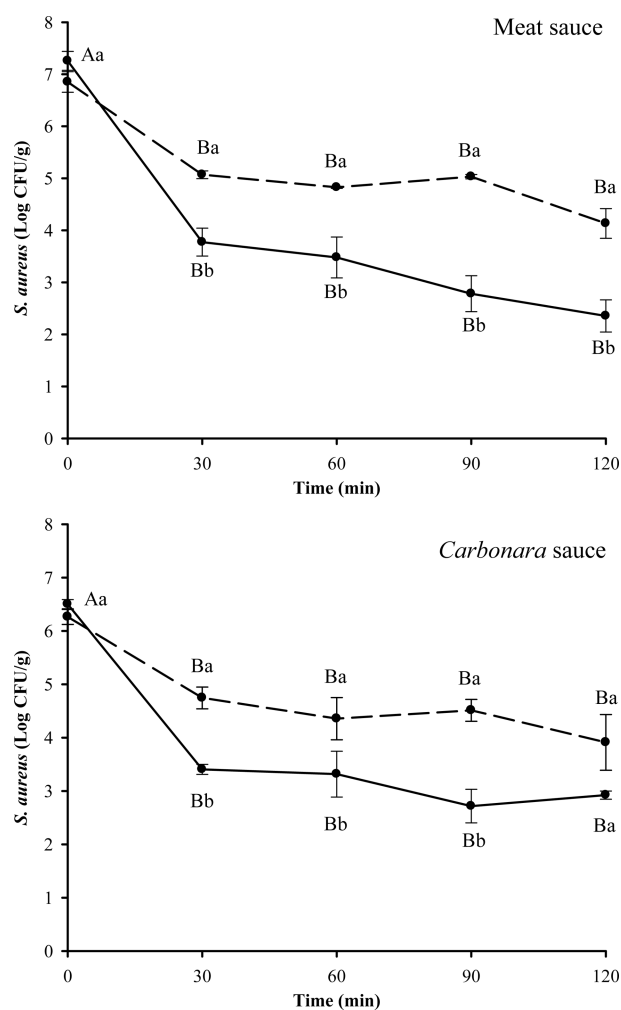 Meat sauce
8
7
6
5
4
3
2
1
0
S. aureus (Log CFU/g)
Aa
Ba
Ba
Ba
Ba
Bb
Bb
Bb
Bb
0 30 60 90 120
Time (min)
Carbonara sauce
8
7
6
5
4
3
2
1
0
S. aureus (Log CFU/g)
Aa
Ba
Ba
Ba
Ba
Bb
Bb
Bb
Ba
0 30 60 90 120
Time (min)